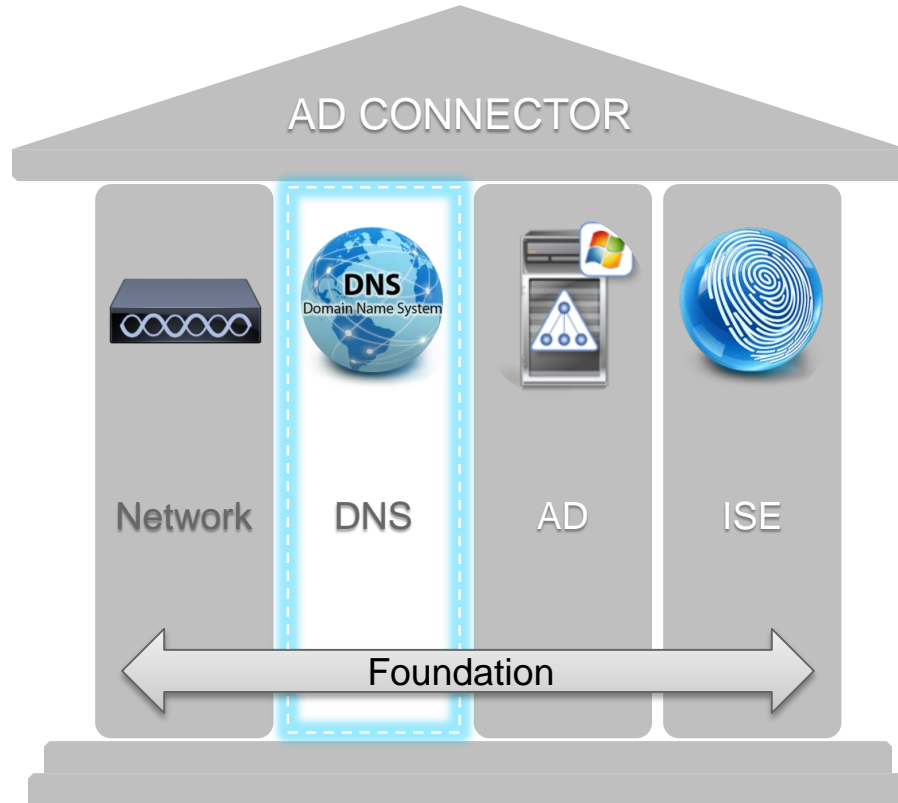 AD CONNECTOR
DNS
Domain Name System
Network
DNS
AD
ISE
Foundation